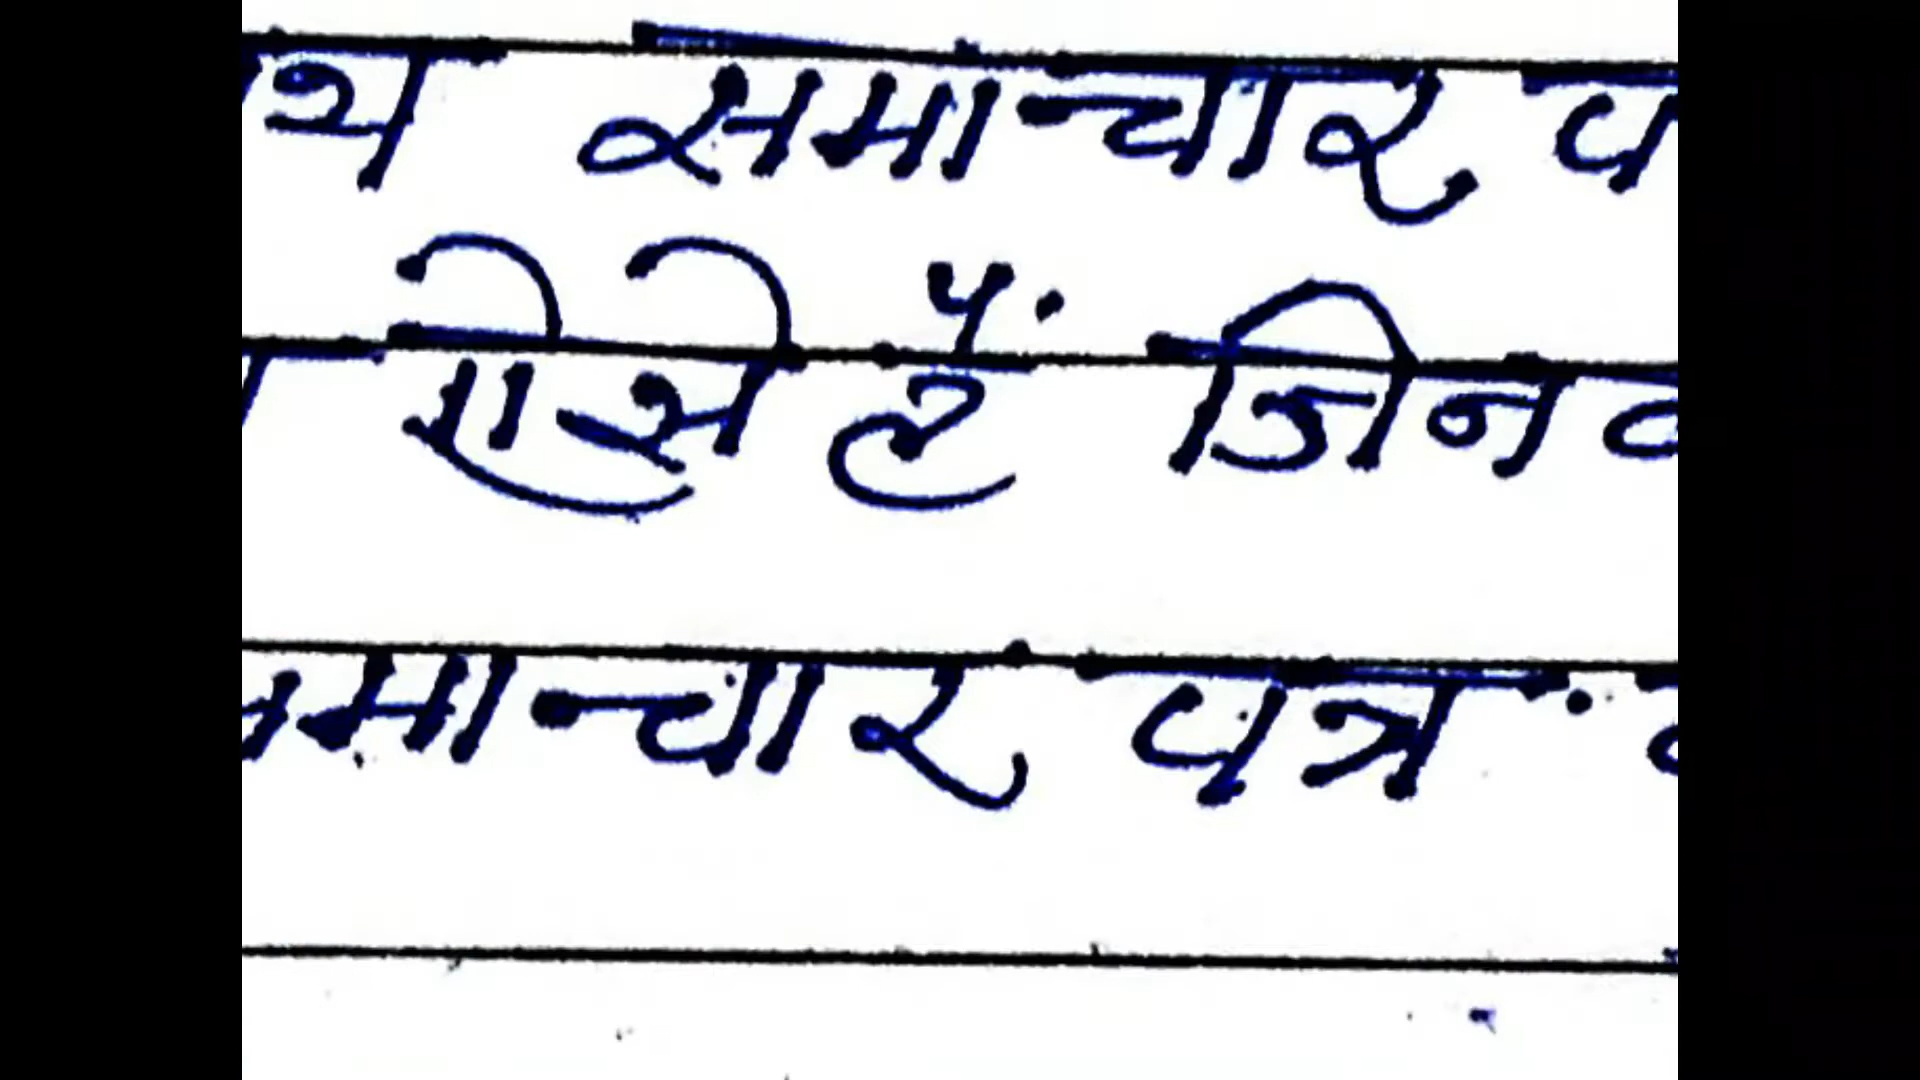 समाचार
ऐसे हैं जिन
समाचार पत्र